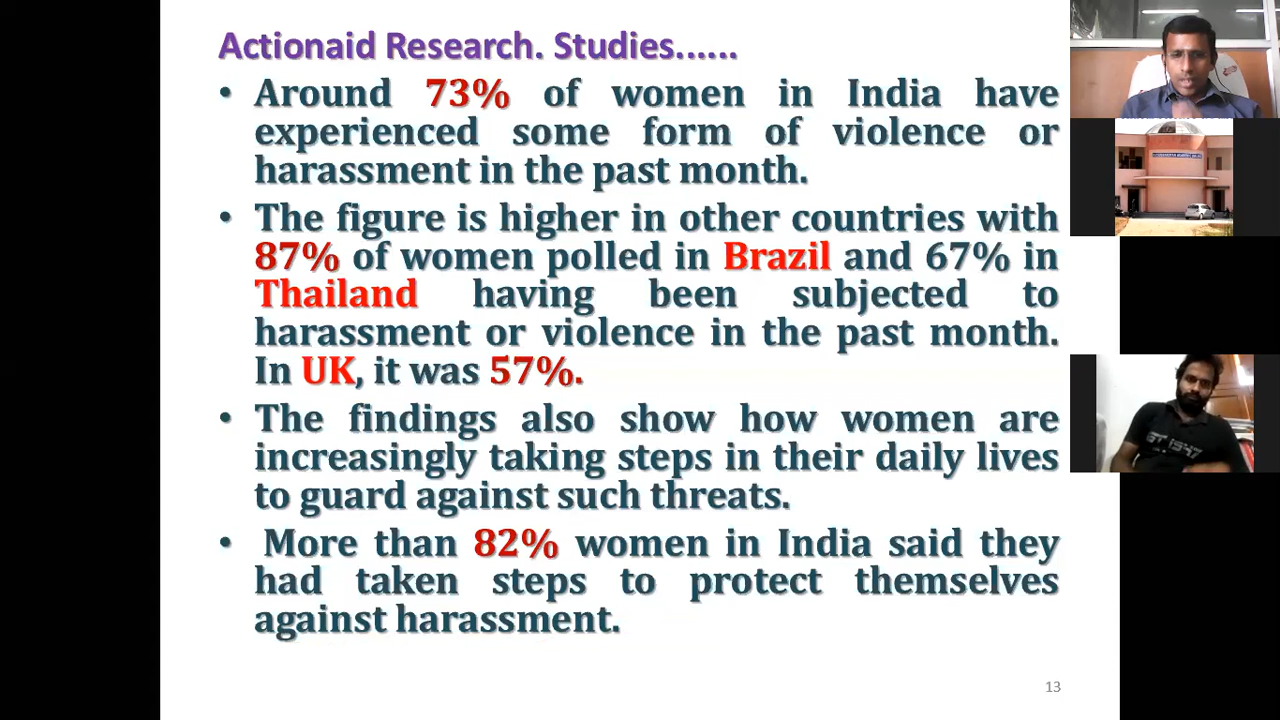 Actionaid Research. Studies......
• Around 73% of women in India have
experienced some form of violence or
harassment in the past month.
• The figure is higher in other countries with
87% of women polled in Brazil and 67% in
Thailand having been subjected to
harassment or violence in the past month.
In UK, it was 57%.
• The findings also show how women are
increasingly taking steps in their daily lives
to guard against such threats.
• More than 82% women in India said they
had taken steps to protect themselves
against harassment.
13